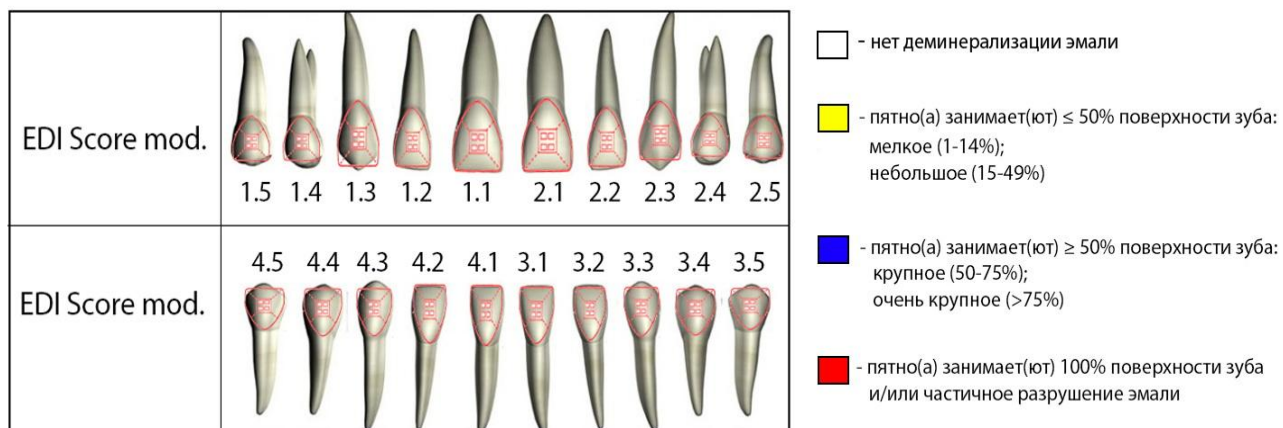 EDI Score mod.
1.5 1.4 1.3 1.2 1.1 2.1 2.2 2.3 2.4 2.5
4.5 4.4 4.3 4.2 4.1 3.1 3.2 3.3 3.4 3.5
EDI Score mod.
- нет деминерализации эмали
- пятно(а) занимает(ют) ≤ 50% поверхности зуба:
мелкое (1-14%);
небольшое (15-49%)
- пятно(а) занимает(ют) ≥ 50% поверхности зуба:
крупное (50-75%);
очень крупное (>75%)
- пятно(а) занимает(ют) 100% поверхности зуба
и/или частичное разрушение эмали